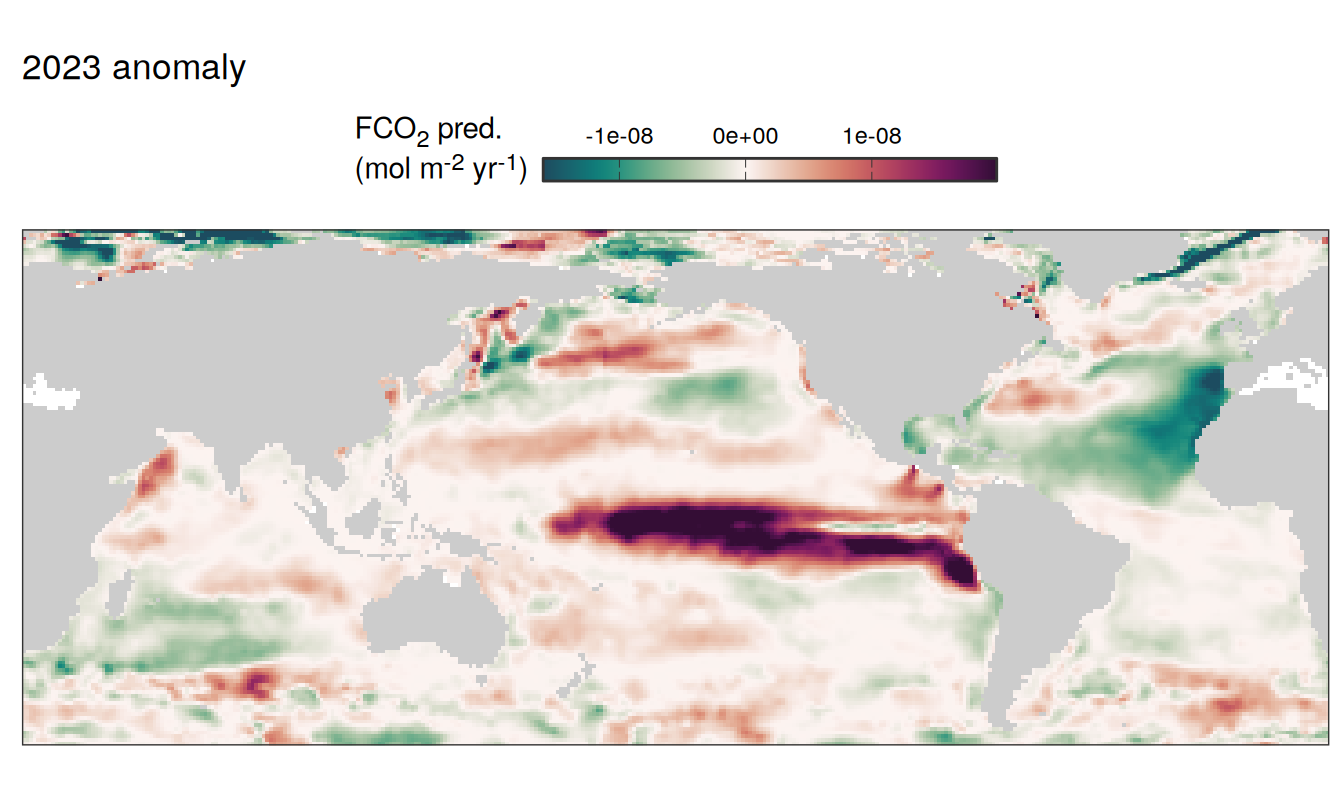 2023 anomaly
FCO₂ pred.
(mol m⁻² yr⁻¹)
-1e-08 0e+00 1e-08